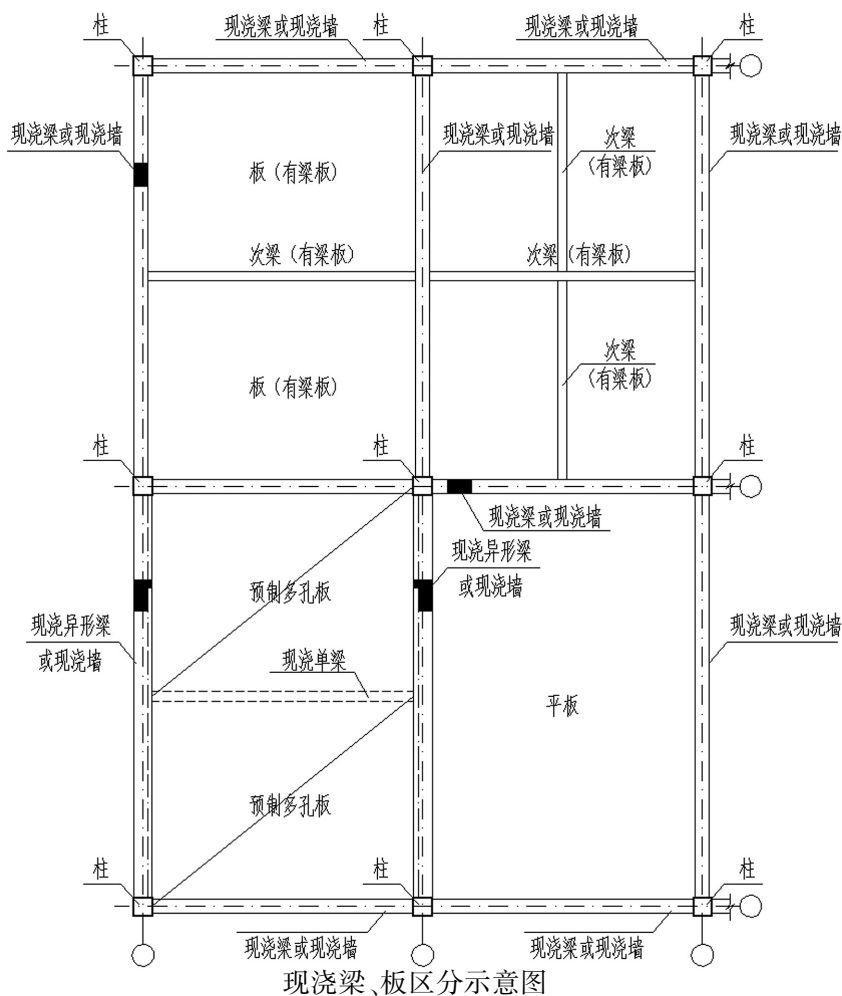 柱
现浇梁或现浇墙
柱
现浇梁或现浇墙
柱
现浇梁或现浇墙
板(有梁板)
现浇梁或现浇墙
次梁
(有梁板)
现浇梁或现浇墙
次梁(有梁板)
次梁(有梁板)
板(有梁板)
次梁
(有梁板)
柱
柱
柱
现浇梁或现浇墙
现浇异形梁
或现浇墙
预制多孔板
现浇异形梁
或现浇墙
现浇梁或现浇墙
现浇单梁
平板
预制多孔板
柱
柱
柱
现浇梁或现浇墙
现浇梁或现浇墙
现浇梁、板区分示意图